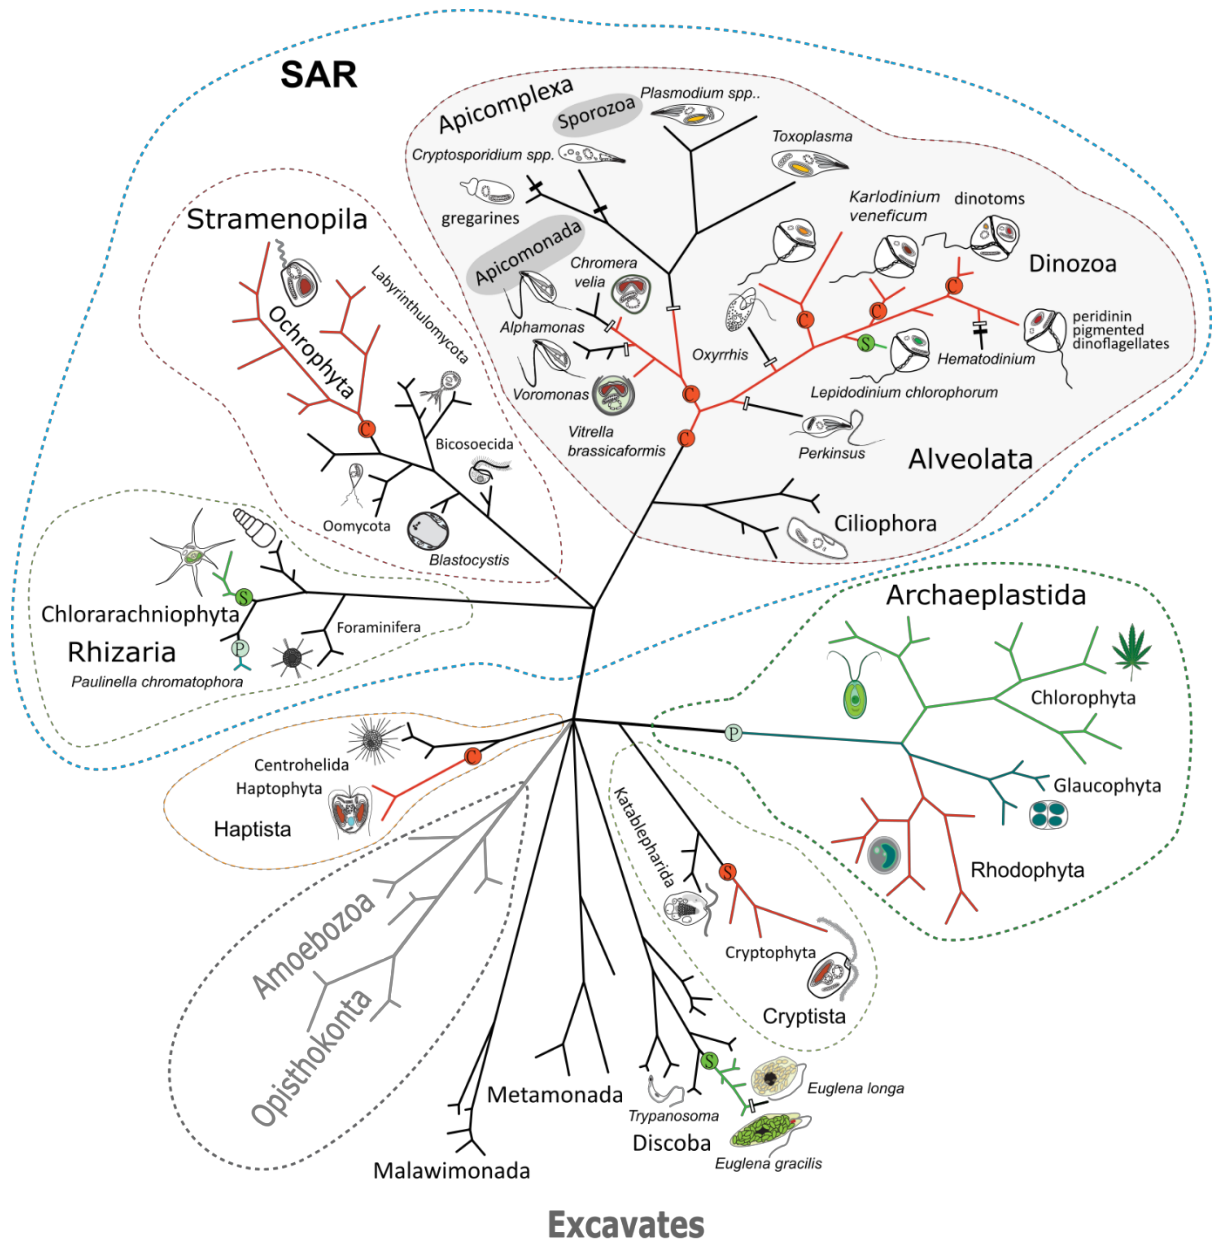 SAR
Apicomplexa
Sporozoa
Plasmodium spp..
Cryptosporidium spp.
Toxoplasma
gregarines
Apicomonada
Chromera
velia
Alphamonas
Voromonas
Vitrella
brassicaformis
Karlodinium
veneficum
dinotoms
Dinozoa
C
C
C
C
C
S
peridinin
pigmented
dinoflagellates
Oxyrrhis
Hematodinium
Lepidodinium chlorophorum
Perkinsus
Alveolata
Ciliophora
Stramenopila
Ochrophyta
Labyrinthulomycota
C
Bicosoecida
Oomycota
Blastocystis
Chlorarachniophyta
S
Foraminifera
Rhizaria
P
Paulinella chromatophora
Archaeplastida
Chlorophyta
P
Glaucophyta
Rhodophyta
Centrohelida
C
Haptophyta
Haptista
Katablepharida
S
Cryptophyta
Cryptista
Amoebozoa
Opisthokonta
Metamonada
Malawimonada
S
Euglena longa
Trypanosoma
Discoba
Euglena gracilis
Excavates